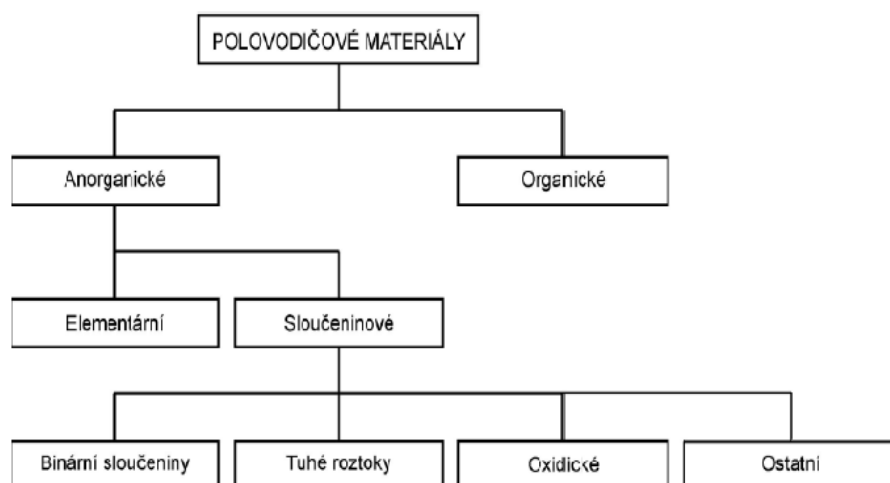 POLOVODIČOVÉ MATERIÁLY
Anorganické
Organické
Elementární
Sloučeninové
Binární sloučeniny
Tuhé roztoky
Oxidické
Ostatní